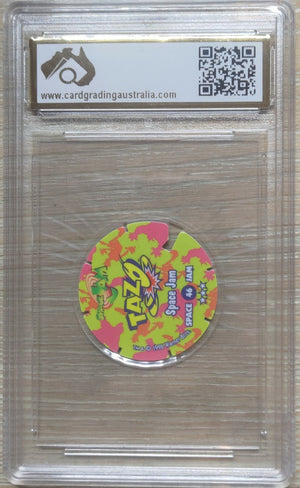 www.cardgradingaustralia.com
TAZO
Space Jam
SPACE 46 JAM